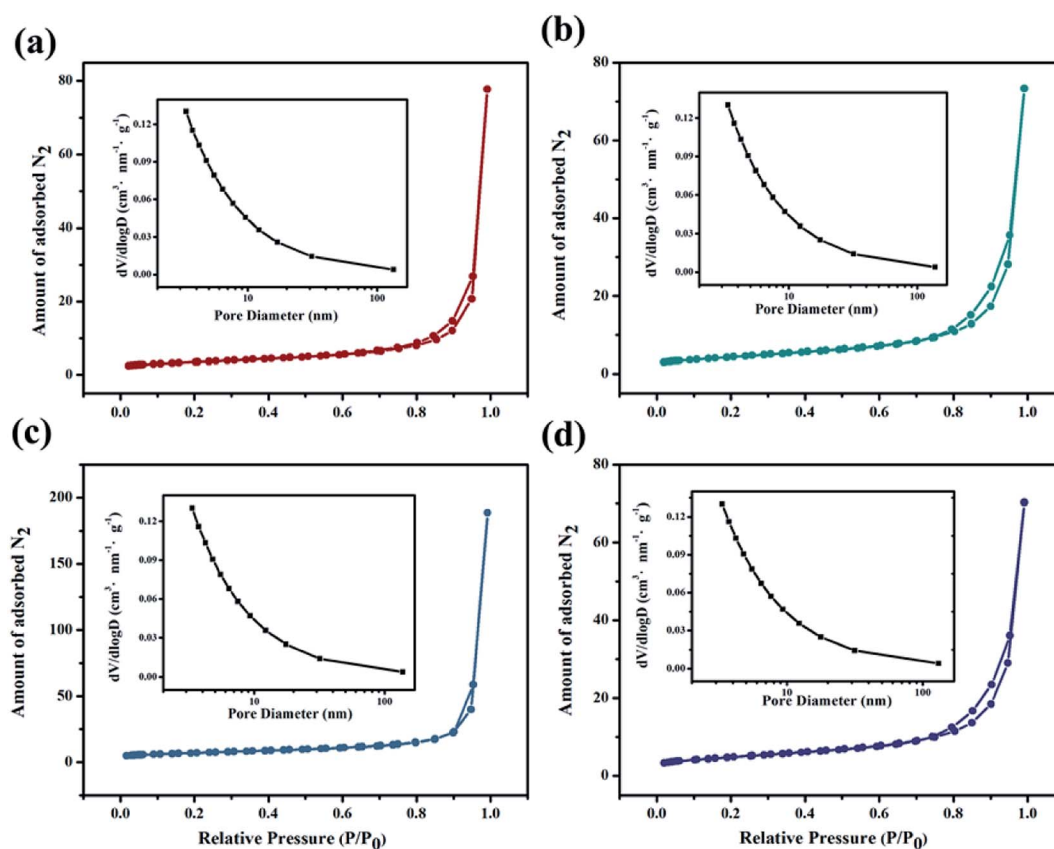 (a)
80
60
40
20
0
Amount of adsorbed N₂
0.0 0.2 0.4 0.6 0.8 1.0
0.12
0.09
0.06
0.03
0.00
dV/dlogD (cm³· nm⁻¹· g⁻¹)
10 100
Pore Diameter (nm)
(b)
80
60
40
20
0
Amount of adsorbed N₂
0.0 0.2 0.4 0.6 0.8 1.0
0.12
0.09
0.06
0.03
0.00
dV/dlogD (cm³· nm⁻¹· g⁻¹)
10 100
Pore Diameter (nm)
(c)
200
150
100
50
0
Amount of adsorbed N₂
0.0 0.2 0.4 0.6 0.8 1.0
Relative Pressure (P/P₀)
0.12
0.09
0.06
0.03
0.00
dV/dlogD (cm³· nm⁻¹· g⁻¹)
10 100
Pore Diameter (nm)
(d)
80
60
40
20
0
Amount of adsorbed N₂
0.0 0.2 0.4 0.6 0.8 1.0
Relative Pressure (P/P₀)
0.12
0.09
0.06
0.03
0.00
dV/dlogD (cm³· nm⁻¹· g⁻¹)
10 100
Pore Diameter (nm)